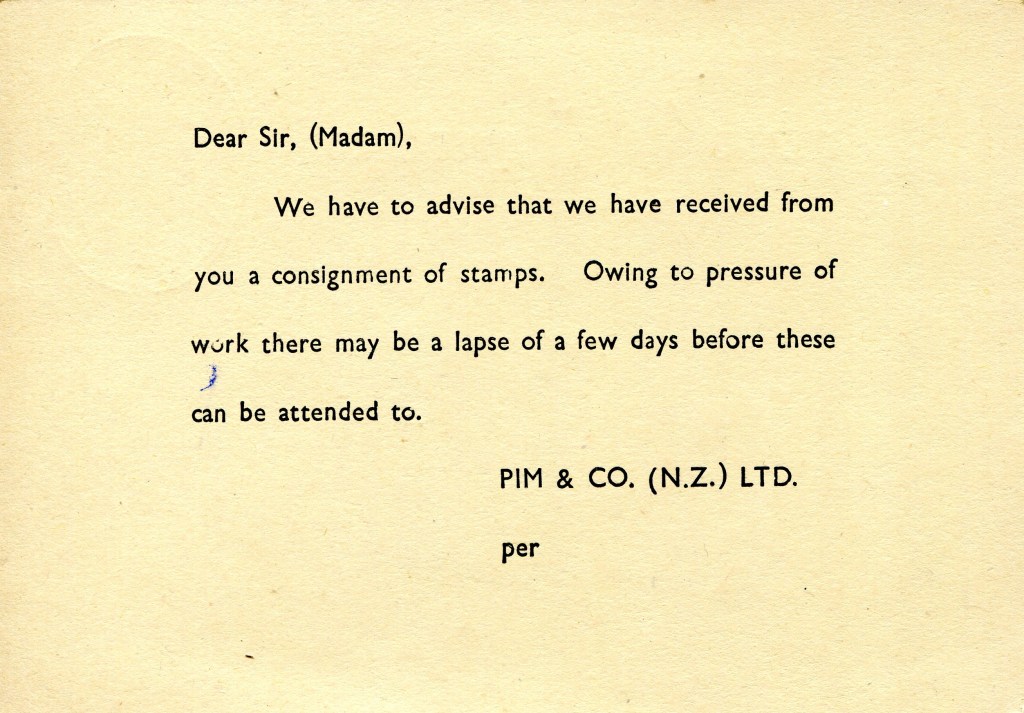 Dear Sir, (Madam),
We have to advise that we have received from
you a consignment of stamps. Owing to pressure of
work there may be a lapse of a few days before these
can be attended to.
PIM & CO. (N.Z.) LTD.
per